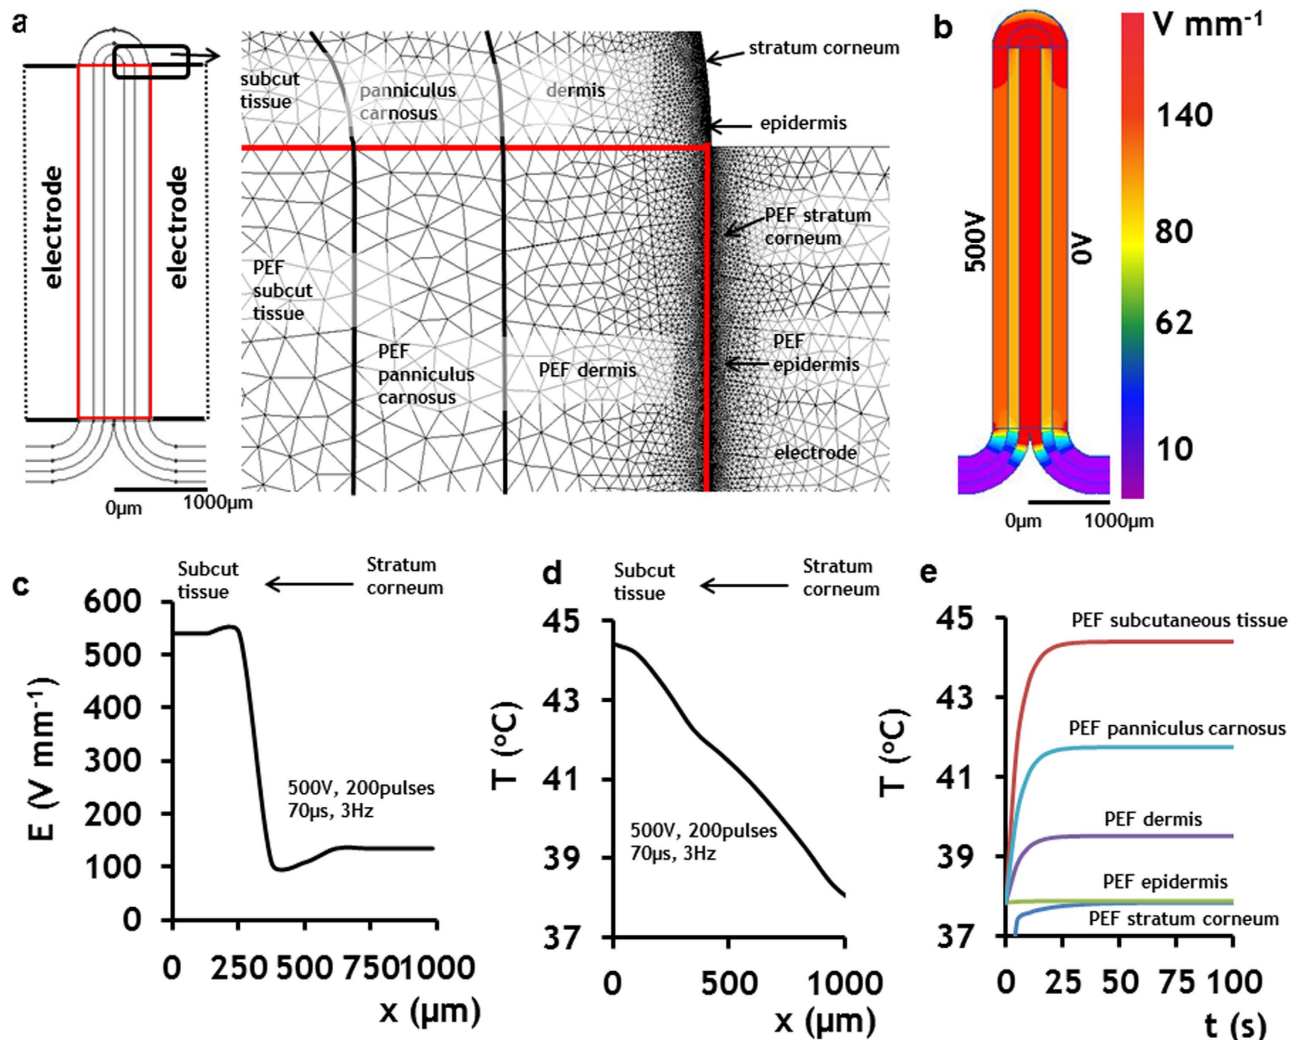 a
electrode
electrode
0µm
1000µm
subcut
tissue
panniculus
carnosus
dermis
stratum corneum
epidermis
PEF stratum
corneum
PEF
subcut
tissue
PEF
panniculus
carnosus
PEF dermis
PEF
epidermis
electrode
b
V mm-1
140
80
62
10
500V
0V
0µm
1000µm
c
Subcut
tissue
Stratum
corneum
600
500
400
300
200
100
0
E (V mm-1)
500V, 200pulses
70µs, 3Hz
0
250
500
750
1000
x (µm)
d
Subcut
tissue
Stratum
corneum
45
43
41
39
37
T (°C)
500V, 200pulses
70µs, 3Hz
0
500
1000
x (µm)
e
45
43
41
39
37
T (°C)
PEF subcutaneous tissue
PEF panniculus carnosus
PEF dermis
PEF epidermis
PEF stratum corneum
0
25
50
75
100
t (s)